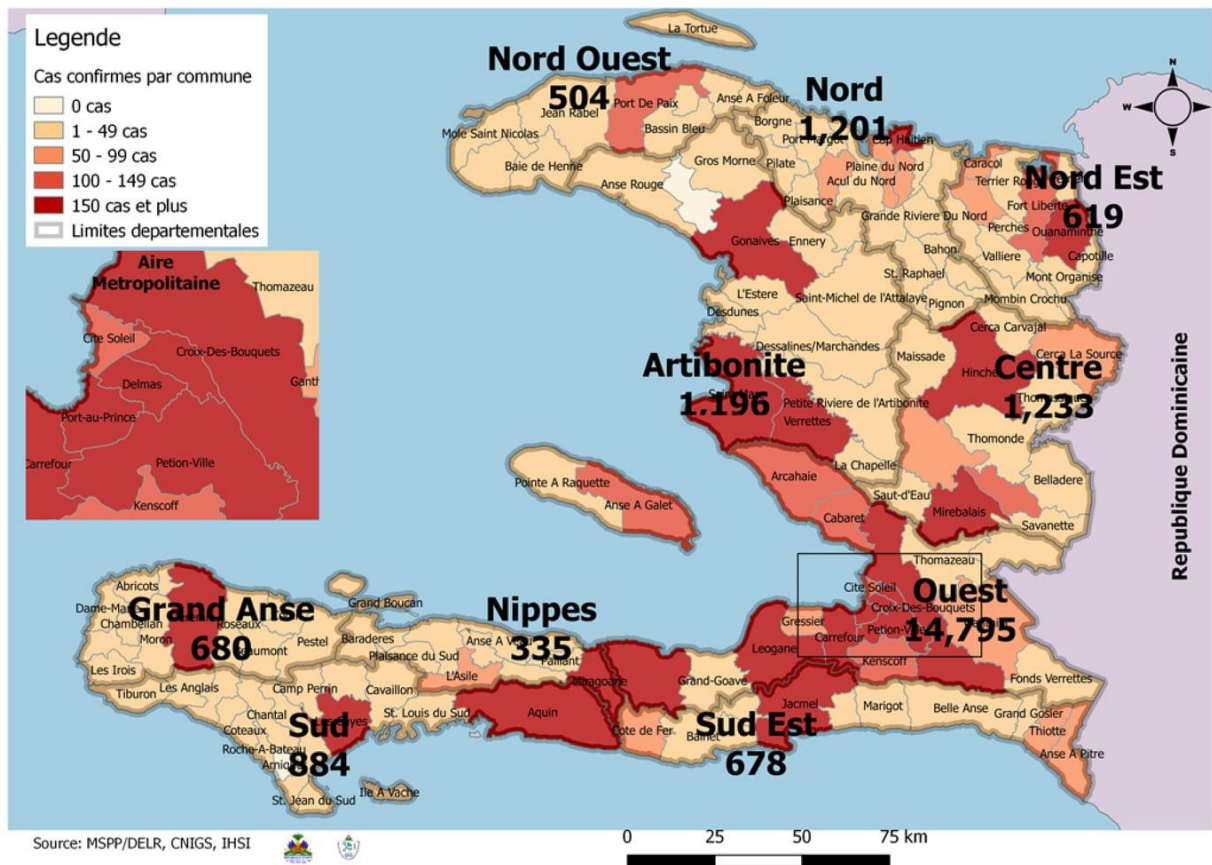 Legende
Cas confirmes par commune
0 cas
1 - 49 cas
50 - 99 cas
100 - 149 cas
150 cas et plus
Limites departementales
La Tortue
Nord Ouest
504
Port De Paix
Jean Rabel
Anse A Foleur
Bassin Bleu
Mole Saint Nicolas
Baie de Henne
Nord
1,201
Borgne
Port Margot
Cap Haitien
Pilate
Plaine du Nord
Acul du Nord
Plaisance
Grande Riviere Du Nord
Bahon
St. Raphael
Pignon
N
W
E
S
Caracol
Terrier Rouge
Nord Est
619
Fort Liberte
Perches
Ouanaminthe
Capotille
Valliere
Mont Organise
Mombin Crochu
Gros Morne
Anse Rouge
Gonaives
Ennery
Saint-Michel de l'Attalaye
L'Estere
Desdunes
Dessalines/Marchandes
Artibonite
1.196
Petite Riviere de l'Artibonite
Verrettes
La Chapelle
Cerca Carvajal
Maissade
Cerca La Source
Hinche
Centre
1,233
Thomonde
Belladere
Saut-d'Eau
Mirebalais
Savanette
Republique Dominicaine
Aire
Metropolitaine
Thomazeau
Cite Soleil
Croix-Des-Bouquets
Delmas
Port-au-Prince
Carrefour
Petion-Ville
Kenscoff
Pointe A Raquette
Anse A Galet
Arcahaie
Cabaret
Thomazeau
Cite Soleil
Ouest
14,795
Croix-Des-Bouquets
Gressier
Carrefour
Petion-Ville
Leogane
Kenscoff
Grand-Goave
Fonds Verrettes
Abricots
Grand Anse
680
Chambellan
Moron
Roseaux
Pestel
Les Irois
Grand Boucan
Baraderes
Nippes
335
Plaisance du Sud
Paillant
L'Asile
Tiburon
Les Anglais
Camp Perrin
Cavaillon
St. Louis du Sud
Aquin
Chantal
Coteaux
Sud
884
Roche-A-Bateau
St. Jean du Sud
Ile A Vache
Cote de Fer
Jacmel
Sud Est
678
Marigot
Belle Anse
Grand Gosier
Thiotte
Anse A Pitre
Source: MSPP/DELR, CNIGS, IHSI
0 25 50 75 km